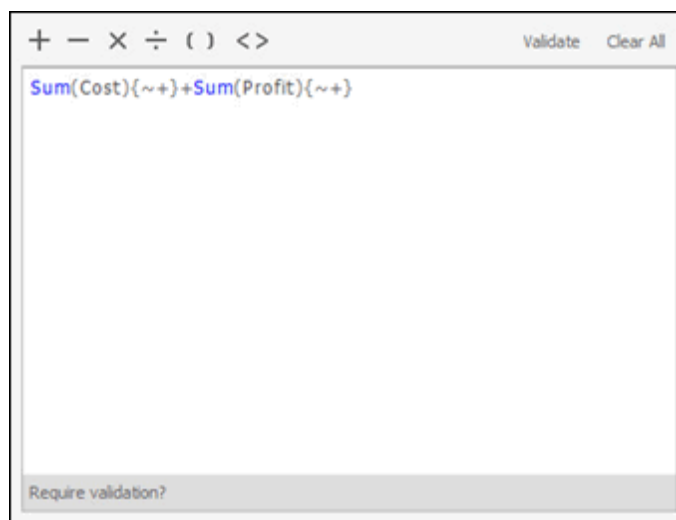 + − × ÷ ( ) <> Validate Clear All
Sum(Cost){~+}+Sum(Profit){~+}
Require validation?